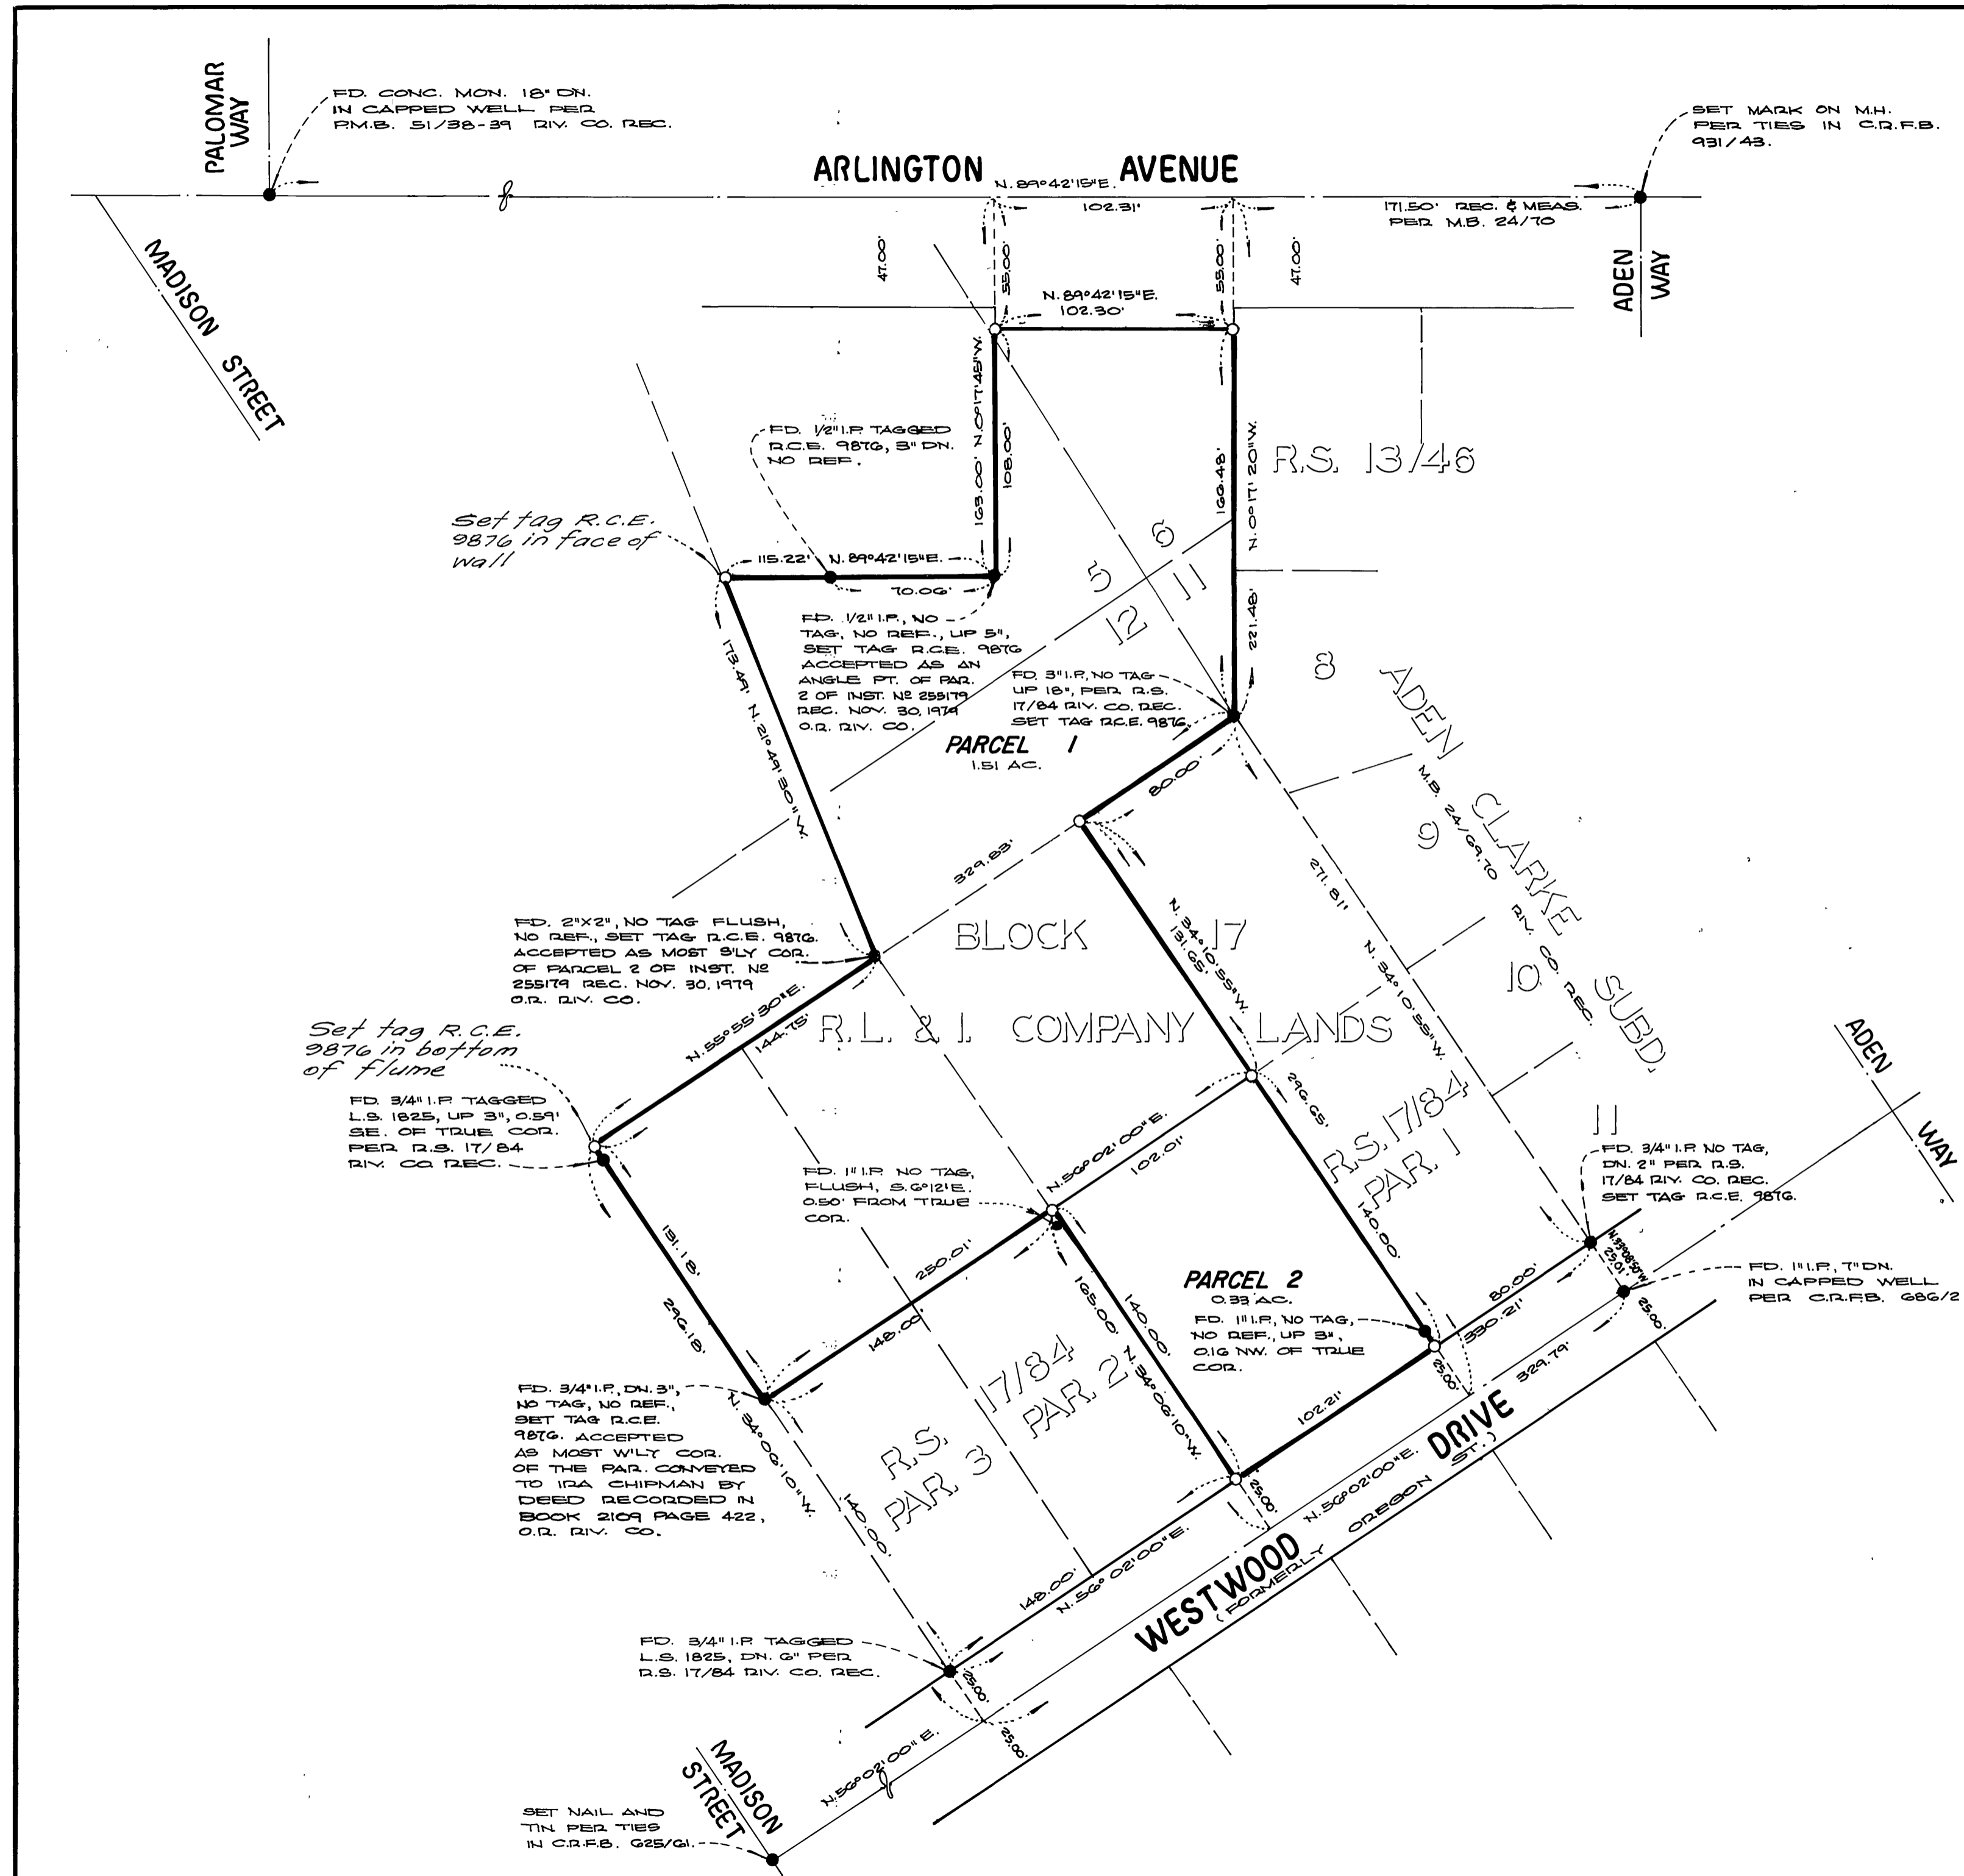 PALOMAR
WAY
FD. CONC. MON. 18" DN.
IN CAPPED WELL PER
P.M.B. 51/38-39 RIV. CO. REC.
SET MARK ON M.H.
PER TIES IN C.R.F.B.
931/43.
ARLINGTON AVENUE
N. 89°42'15"E.
102.31'
171.50' REC. & MEAS.
PER M.B. 24/70
MADISON STREET
47.00'
55.00'
55.00'
47.00'
ADEN
WAY
N. 89°42'15"E.
102.30'
163.00' N. 0°17'45"W.
108.00'
FD. 1/2" I.P. TAGGED
R.C.E. 9876, 3" DN.
NO REF.
166.48'
N. 0°17'20"W.
R.S. 13/46
Set tag R.C.E.
9876 in face of
wall
115.22' N. 89°42'15"E.
70.06'
5
6
12
11
FD. 1/2" I.P., NO
TAG, NO REF., UP 5",
SET TAG R.C.E. 9876
ACCEPTED AS AN
ANGLE PT. OF PAR.
2 OF INST. Nº 255179
REC. NOV. 30, 1979
O.R. RIV. CO.
221.48'
173.49' N. 21°49'30"W.
FD. 3" I.P., NO TAG
UP 18", PER R.S.
17/84 RIV. CO. REC.
SET TAG R.C.E. 9876
8
ADEN CLARKE SUBD.
M.B. 24/69.70 RIV. CO. REC.
PARCEL 1
1.51 AC.
80.00'
9
329.83'
271.81'
N. 34°10'55"W.
N. 34°10'55"W.
131.65'
FD. 2"X2", NO TAG FLUSH,
NO REF., SET TAG R.C.E. 9876.
ACCEPTED AS MOST S'LY COR.
OF PARCEL 2 OF INST. Nº
255179 REC. NOV. 30, 1979
O.R. RIV. CO.
BLOCK 17
10
N. 55°55'30"E.
144.75'
R.L. & I. COMPANY LANDS
Set tag R.C.E.
9876 in bottom
of flume
ADEN
WAY
FD. 3/4" I.P. TAGGED
L.S. 1825, UP 3", 0.59'
SE. OF TRUE COR.
PER R.S. 17/84
RIV. CO. REC.
296.65'
R.S. 17/84
PAR. 1
11
N. 56°02'00"E.
102.01'
FD. 1" I.P. NO TAG,
FLUSH, S. 6°12'E.
0.50' FROM TRUE
COR.
FD. 3/4" I.P. NO TAG,
DN. 2" PER R.S.
17/84 RIV. CO. REC.
SET TAG R.C.E. 9876.
131.18'
296.18'
250.01'
148.00'
165.00'
140.00'
N. 34°06'10"W.
140.00'
25.01'
25.00'
FD. 1" I.P., 7" DN.
IN CAPPED WELL
PER C.R.F.B. 686/2
PARCEL 2
0.33 AC.
FD. 1" I.P., NO TAG,
NO REF., UP 3",
0.16 NW. OF TRUE
COR.
80.00'
330.21'
329.79'
25.00'
102.21'
FD. 3/4" I.P., DN. 3",
NO TAG, NO REF.,
SET TAG R.C.E.
9876. ACCEPTED
AS MOST W'LY COR.
OF THE PAR. CONVEYED
TO IRA CHIPMAN BY
DEED RECORDED IN
BOOK 2109 PAGE 422,
O.R. RIV. CO.
N. 34°06'10"W.
140.00'
R.S. 17/84
PAR. 3 PAR. 2
25.00'
WESTWOOD DRIVE
N. 56°02'00"E.
(FORMERLY OREGON ST.)
148.00'
N. 56°02'00"E.
FD. 3/4" I.P. TAGGED
L.S. 1825, DN. 6" PER
R.S. 17/84 RIV. CO. REC.
25.00'
25.00'
N. 56°02'00"E.
MADISON
STREET
SET NAIL AND
TIN PER TIES
IN C.R.F.B. 625/61.